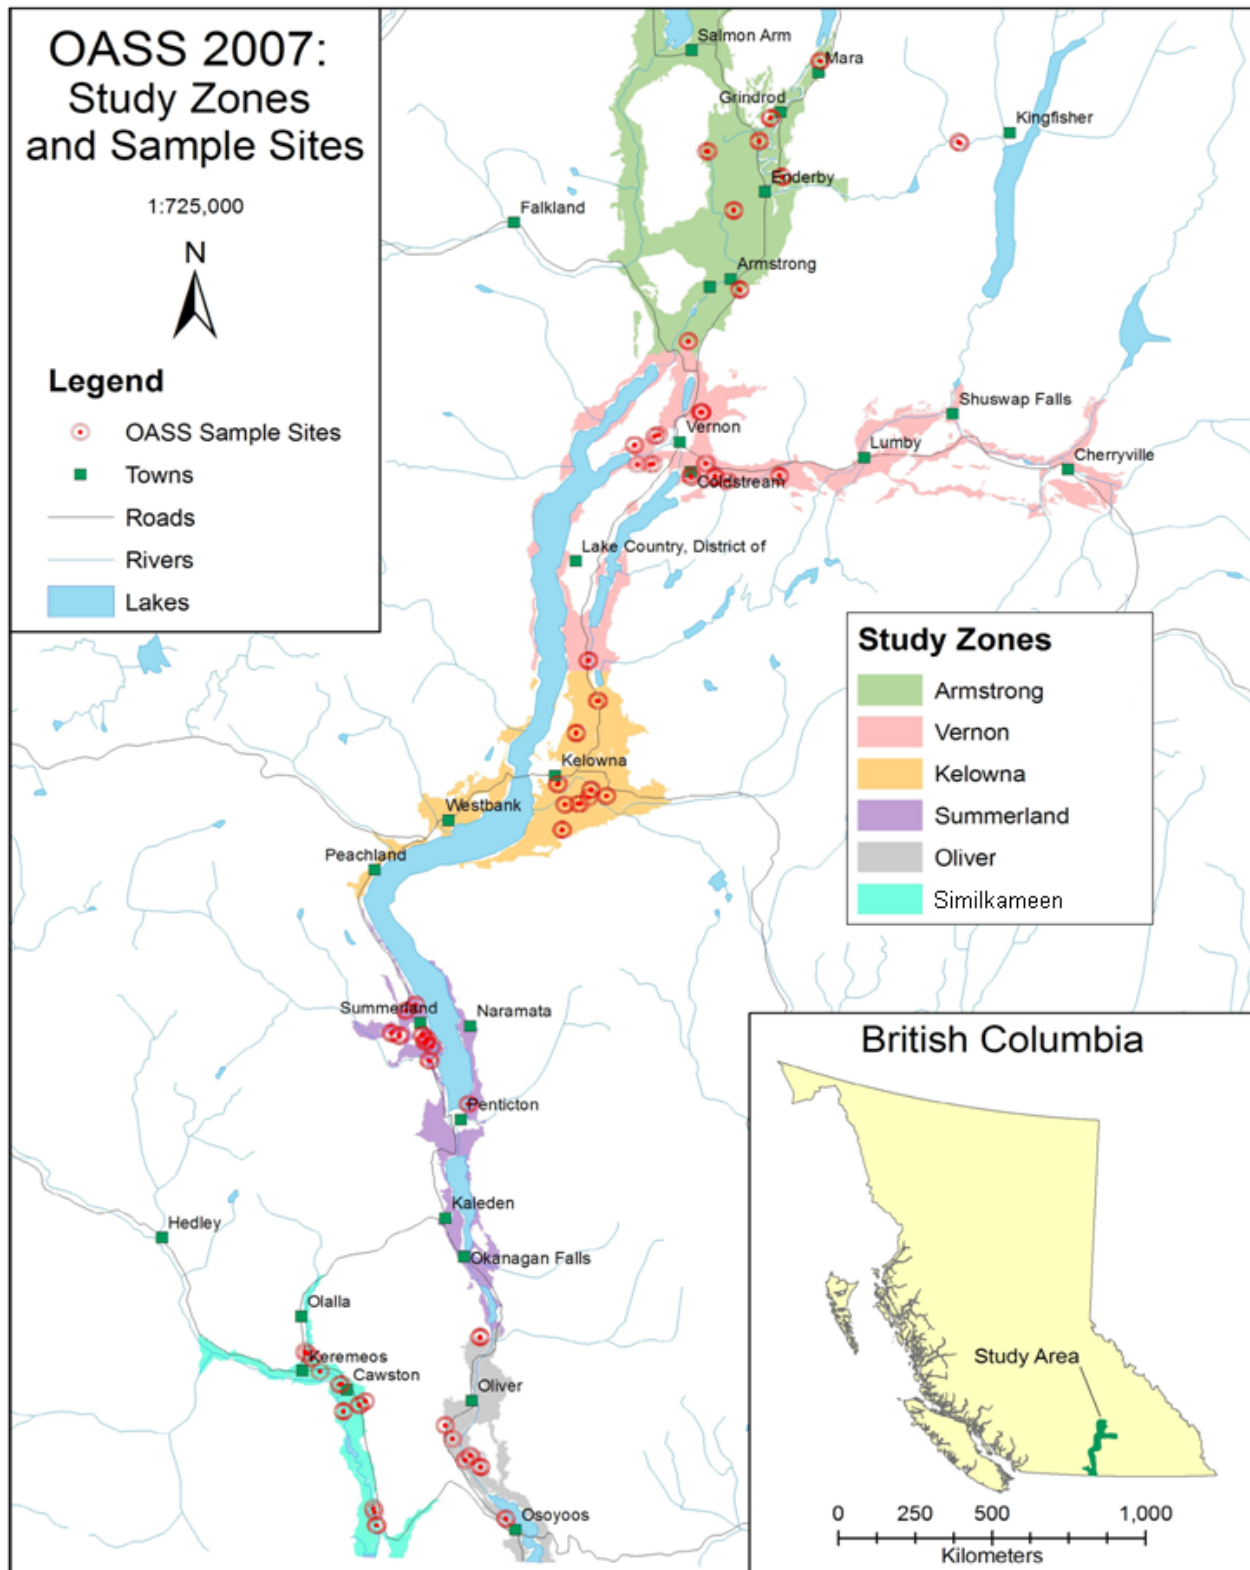 OASS 2007:
Study Zones
and Sample Sites
1:725,000
N
Legend
OASS Sample Sites
Towns
Roads
Rivers
Lakes
Salmon Arm
Mara
Grindrod
Kingfisher
Enderby
Falkland
Armstrong
Shuswap Falls
Vernon
Lumby
Cherryville
Coldstream
Lake Country, District of
Study Zones
Armstrong
Vernon
Kelowna
Summerland
Oliver
Similkameen
Kelowna
Westbank
Peachland
Summerland
Naramata
Penticton
Kaleden
Hedley
Okanagan Falls
Olalla
Keremeos
Cawston
Oliver
Osoyoos
British Columbia
Study Area
0 250 500 1,000
Kilometers